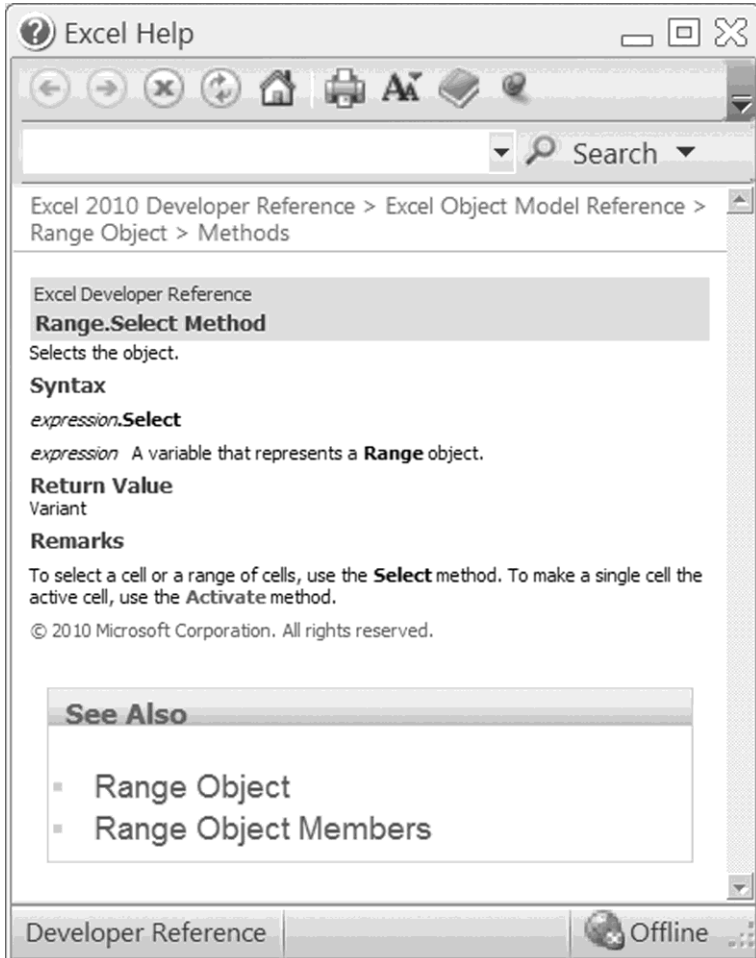 Excel Help
Search
Excel 2010 Developer Reference > Excel Object Model Reference >
Range Object > Methods
Excel Developer Reference
Range.Select Method
Selects the object.
Syntax
expression.Select
expression A variable that represents a Range object.
Return Value
Variant
Remarks
To select a cell or a range of cells, use the Select method. To make a single cell the
active cell, use the Activate method.
© 2010 Microsoft Corporation. All rights reserved.
See Also
Range Object
Range Object Members
Developer Reference
Offline